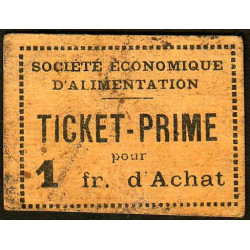 SOCIÉTÉ ÉCONOMIQUE
D'ALIMENTATION
TICKET-PRIME
pour
1 fr. d'Achat